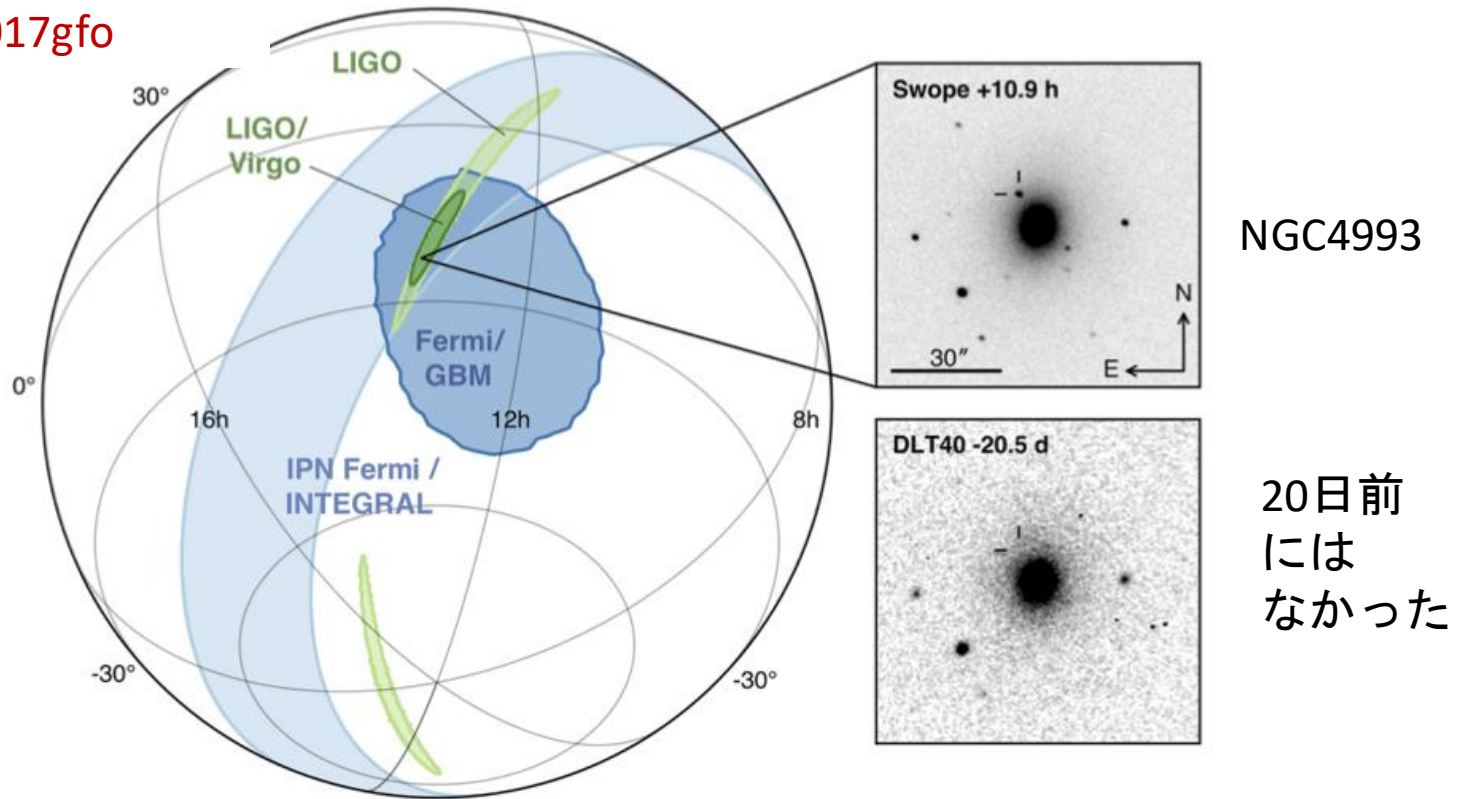 017gfo
LIGO
30°
LIGO/
Virgo
Swope +10.9 h
NGC4993
N
Fermi/
GBM
30″
E
0°
16h
12h
8h
DLT40 -20.5 d
IPN Fermi /
INTEGRAL
20日前
には
なかった
-30°
-30°